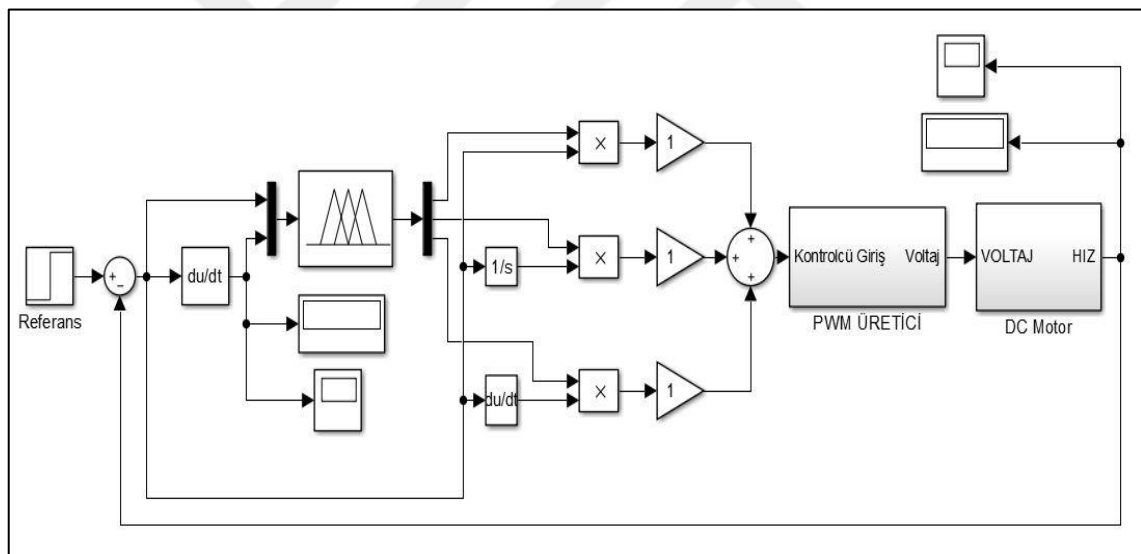 Referans
+
−
du/dt
1/s
du/dt
×
×
×
1
1
1
+
+
+
Kontrolcü Giriş
Voltaj
PWM ÜRETİCİ
VOLTAJ
HIZ
DC Motor